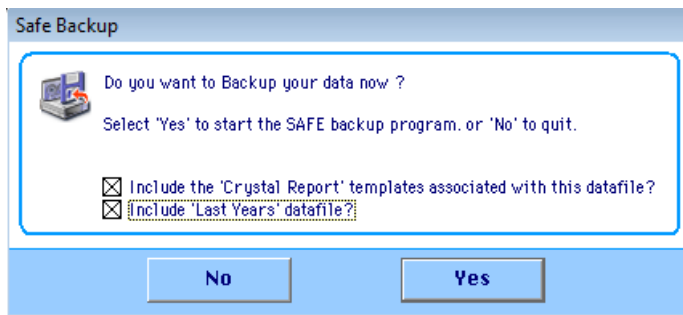 Safe Backup
Do you want to Backup your data now ?
Select 'Yes' to start the SAFE backup program. or 'No' to quit.
Include the 'Crystal Report' templates associated with this datafile?
Include 'Last Years' datafile?
No
Yes